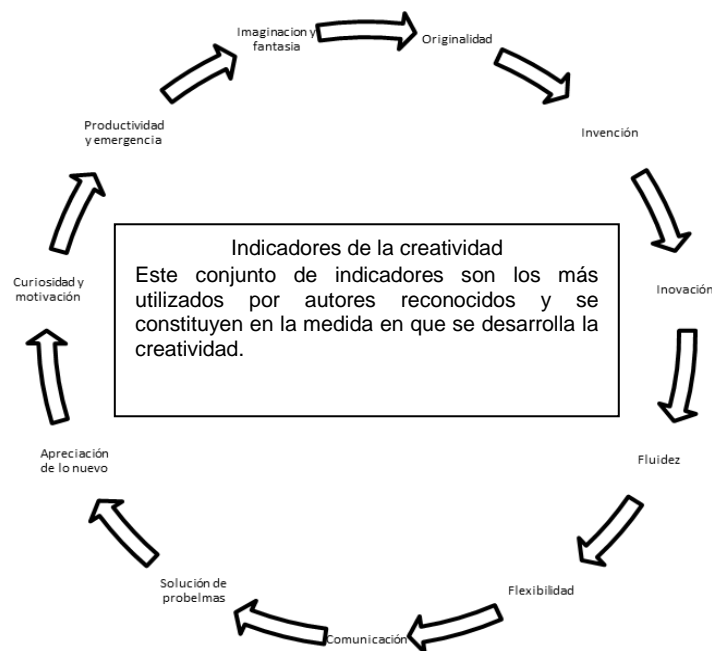 Imaginacion y
fantasia
Originalidad
Invención
Inovación
Fluidez
Flexibilidad
Comunicación
Solución de
probelmas
Apreciación
de lo nuevo
Curiosidad y
motivación
Productividad
y emergencia
Indicadores de la creatividad
Este conjunto de indicadores son los más
utilizados por autores reconocidos y se
constituyen en la medida en que se desarrolla la
creatividad.